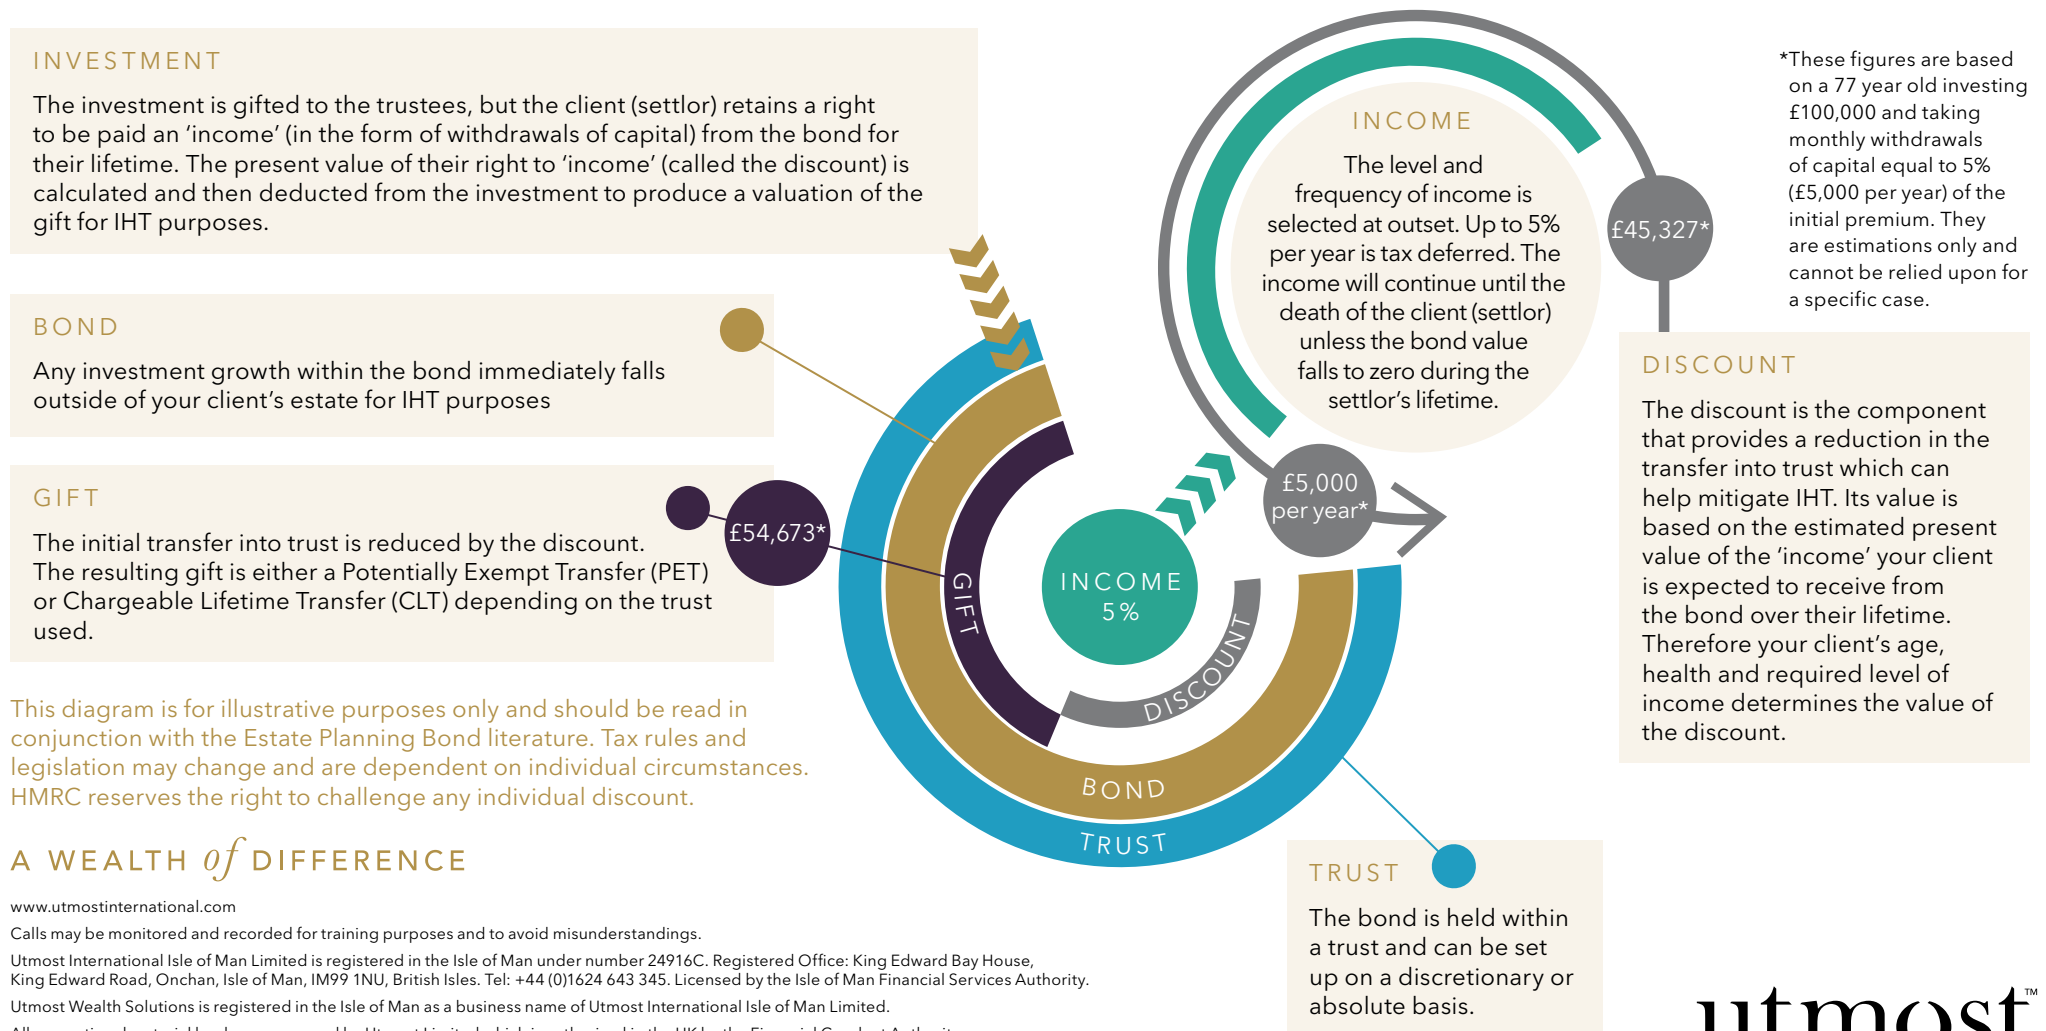 INVESTMENT
The investment is gifted to the trustees, but the client (settlor) retains a right
to be paid an ‘income’ (in the form of withdrawals of capital) from the bond for
their lifetime. The present value of their right to ‘income’ (called the discount) is
calculated and then deducted from the investment to produce a valuation of the
gift for IHT purposes.
BOND
Any investment growth within the bond immediately falls
outside of your client’s estate for IHT purposes
GIFT
The initial transfer into trust is reduced by the discount.
The resulting gift is either a Potentially Exempt Transfer (PET)
or Chargeable Lifetime Transfer (CLT) depending on the trust
used.
£54,673*
GIFT
INCOME
5%
DISCOUNT
BOND
TRUST
INCOME
The level and
frequency of income is
selected at outset. Up to 5%
per year is tax deferred. The
income will continue until the
death of the client (settlor)
unless the bond value
falls to zero during the
settlor’s lifetime.
£5,000
per year*
£45,327*
*These figures are based
on a 77 year old investing
£100,000 and taking
monthly withdrawals
of capital equal to 5%
(£5,000 per year) of the
initial premium. They
are estimations only and
cannot be relied upon for
a specific case.
DISCOUNT
The discount is the component
that provides a reduction in the
transfer into trust which can
help mitigate IHT. Its value is
based on the estimated present
value of the ‘income’ your client
is expected to receive from
the bond over their lifetime.
Therefore your client’s age,
health and required level of
income determines the value of
the discount.
TRUST
The bond is held within
a trust and can be set
up on a discretionary or
absolute basis.
This diagram is for illustrative purposes only and should be read in
conjunction with the Estate Planning Bond literature. Tax rules and
legislation may change and are dependent on individual circumstances.
HMRC reserves the right to challenge any individual discount.
A WEALTH of DIFFERENCE
www.utmostinternational.com
Calls may be monitored and recorded for training purposes and to avoid misunderstandings.
Utmost International Isle of Man Limited is registered in the Isle of Man under number 24916C. Registered Office: King Edward Bay House,
King Edward Road, Onchan, Isle of Man, IM99 1NU, British Isles. Tel: +44 (0)1624 643 345. Licensed by the Isle of Man Financial Services Authority.
Utmost Wealth Solutions is registered in the Isle of Man as a business name of Utmost International Isle of Man Limited.
utmost™